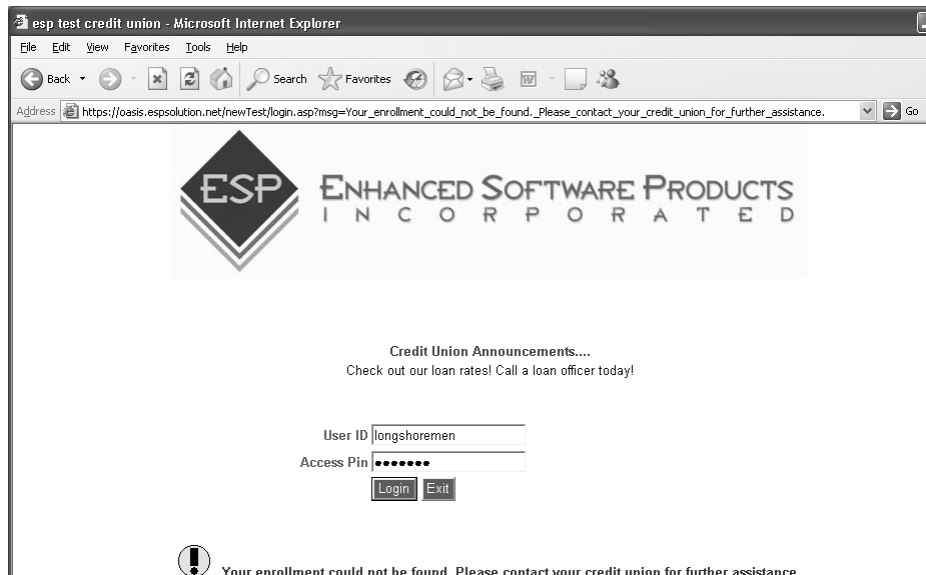 esp test credit union - Microsoft Internet Explorer
File Edit View Favorites Tools Help
Back Search Favorites
Address https://oasis.espsolution.net/newTest/login.asp?msg=Your_enrollment_could_not_be_found._Please_contact_your_credit_union_for_further_assistance. Go
ESP ENHANCED SOFTWARE PRODUCTS
INCORPORATED
Credit Union Announcements....
Check out our loan rates! Call a loan officer today!
User ID longshoremen
Access Pin •••••••
Login Exit
Your enrollment could not be found. Please contact your credit union for further assistance.